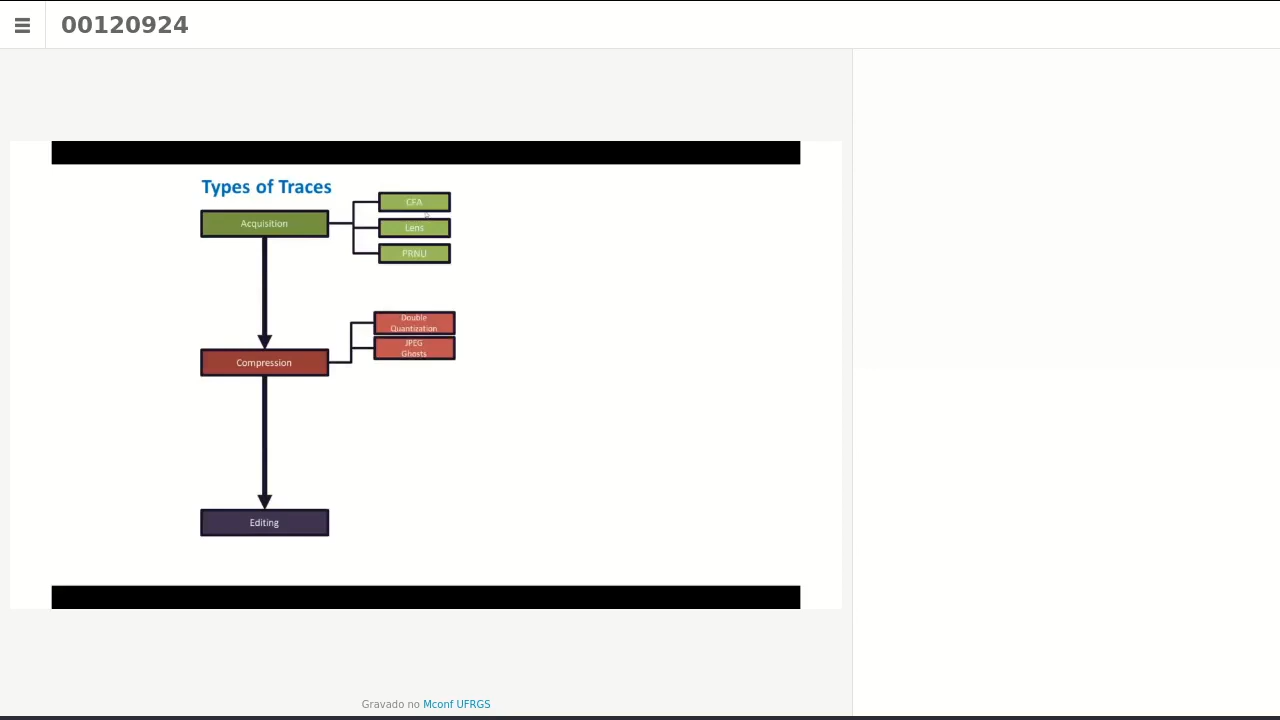 00120924
Types of Traces
CFA
Acquisition
Lens
PRNU
Double
Quantization
JPEG
Ghosts
Compression
Editing
Gravado no Mconf UFRGS